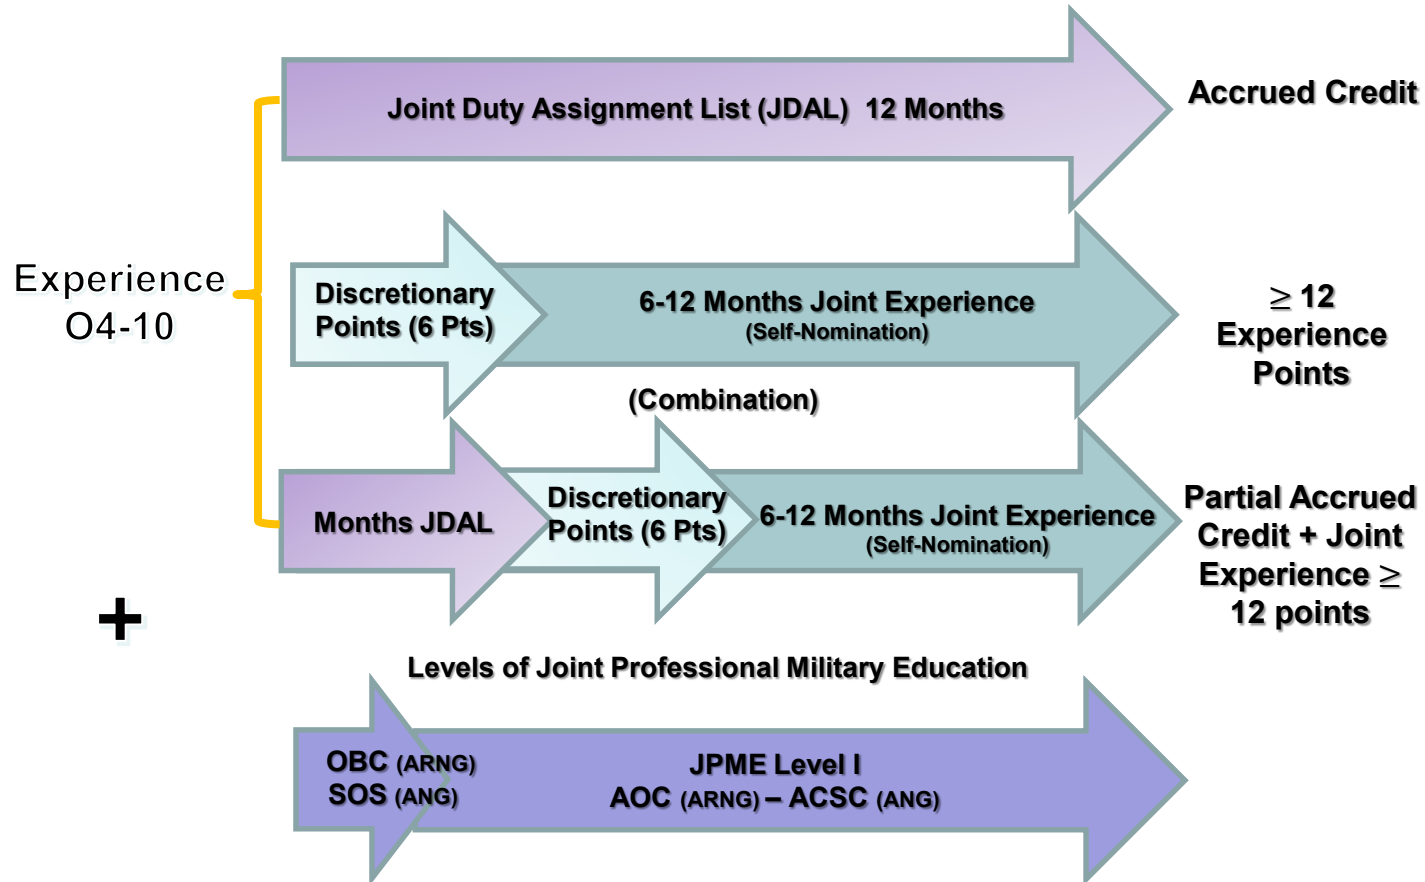 Joint Duty Assignment List (JDAL)  12 Months
Accrued Credit
Experience
O4-10
Discretionary
Points (6 Pts)
6-12 Months Joint Experience
(Self-Nomination)
≥ 12
Experience
Points
(Combination)
Months JDAL
Discretionary
Points (6 Pts)
6-12 Months Joint Experience
(Self-Nomination)
Partial Accrued
Credit + Joint
Experience ≥
12 points
+
Levels of Joint Professional Military Education
OBC (ARNG)
SOS (ANG)
JPME Level I
AOC (ARNG) – ACSC (ANG)